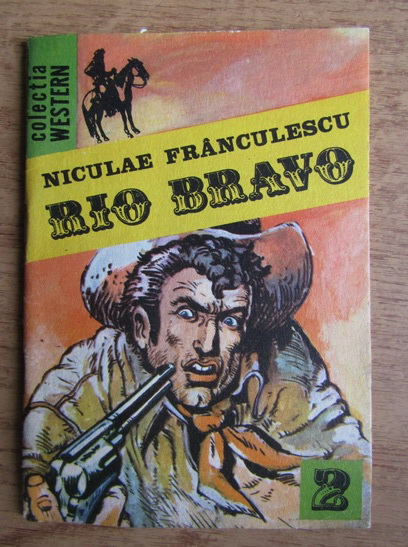 colecția
WESTERN
NICULAE FRÂNCULESCU
RIO BRAVO
2